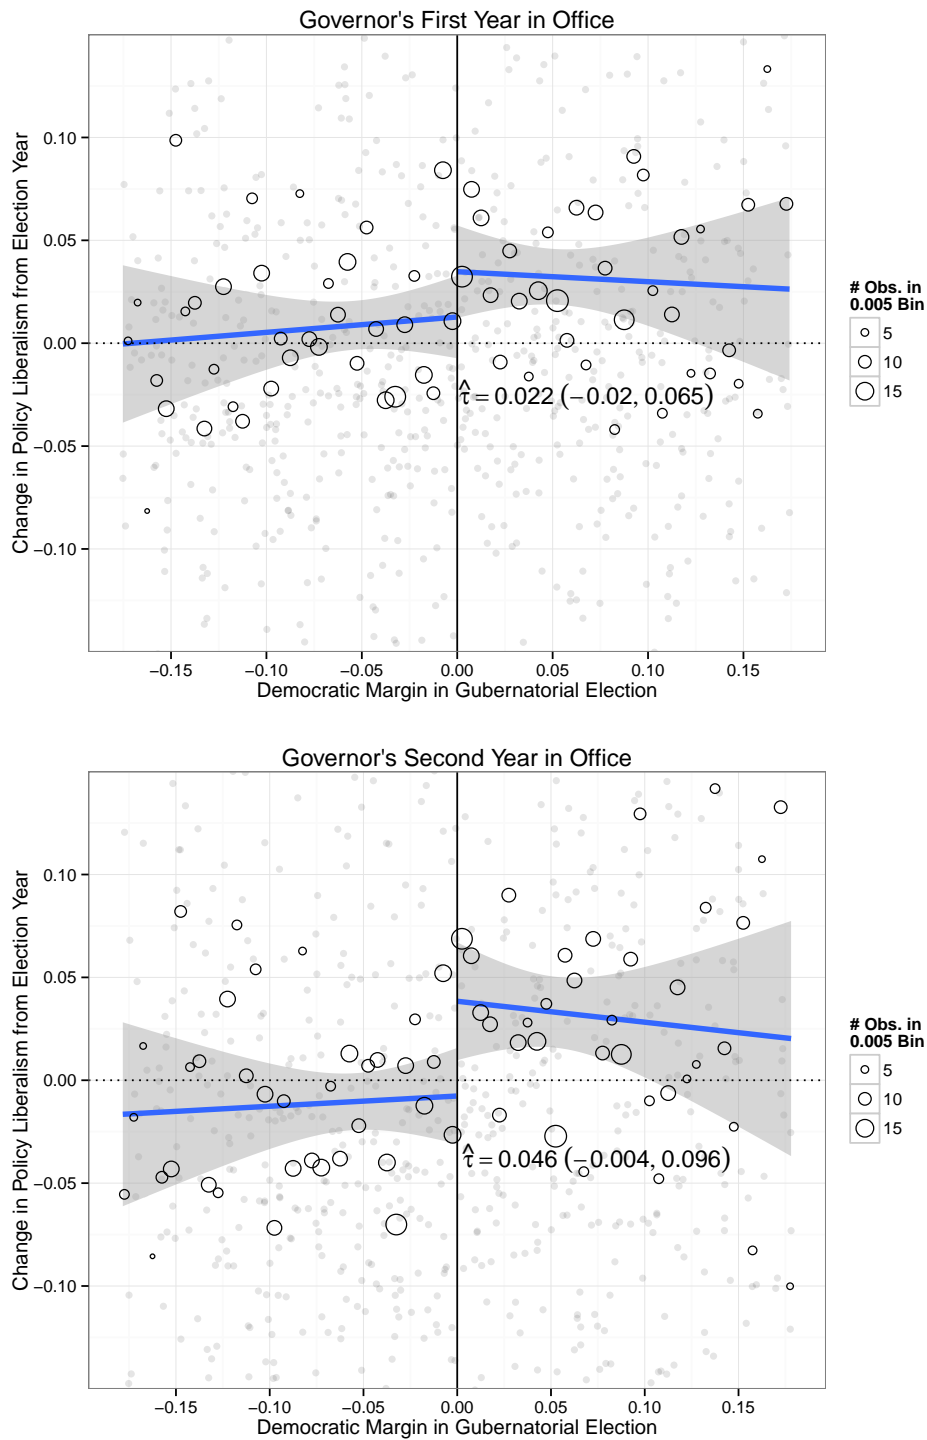 Governor's First Year in Office
Change in Policy Liberalism from Election Year
0.10
0.05
0.00
−0.05
−0.10
τ̂ = 0.022 (−0.02, 0.065)
−0.15 −0.10 −0.05 0.00 0.05 0.10 0.15
Democratic Margin in Gubernatorial Election
# Obs. in
0.005 Bin
5
10
15
Governor's Second Year in Office
Change in Policy Liberalism from Election Year
0.10
0.05
0.00
−0.05
−0.10
τ̂ = 0.046 (−0.004, 0.096)
−0.15 −0.10 −0.05 0.00 0.05 0.10 0.15
Democratic Margin in Gubernatorial Election
# Obs. in
0.005 Bin
5
10
15